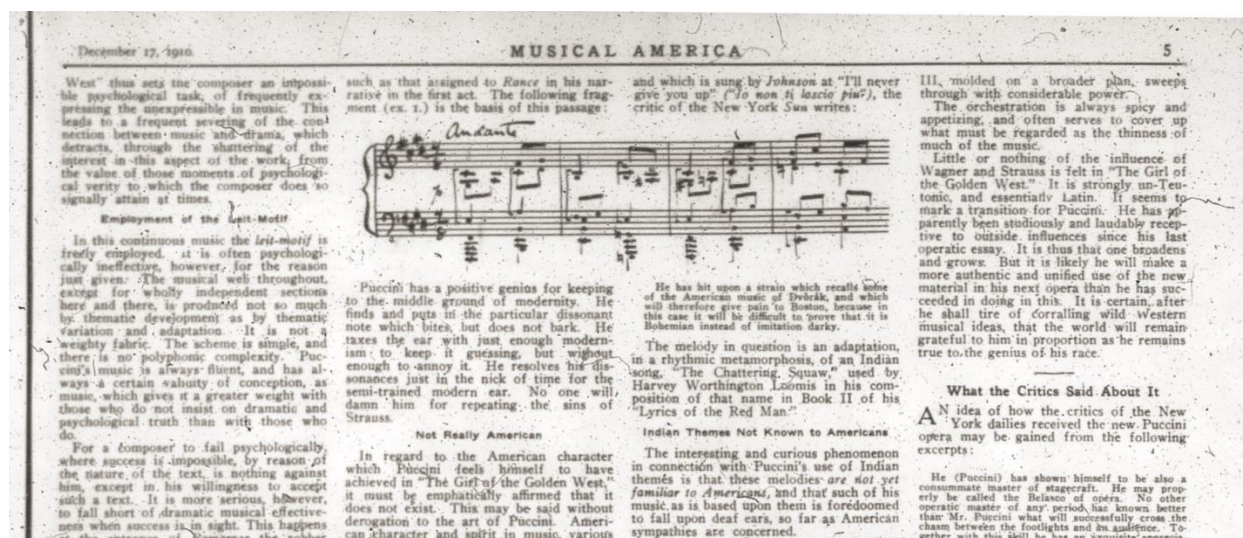 December 17, 1910.
MUSICAL AMERICA
5
West" thus sets the composer an impossi-
ble psychological task, of frequently ex-
pressing the unexpressible in music. This
leads to a frequent severing of the con-
nection between music and drama, which
detracts, through the shattering of the
interest in this aspect of the work, from
the value of those moments of psychologi-
cal verity to which the composer does so
signally attain at times.
Employment of the Leit-Motif
In this continuous music the leit-motif is
freely employed. It is often psychologi-
cally ineffective, however, for the reason
just given. The musical web throughout,
except for wholly independent sections
here and there, is produced not so much
by thematic development as by thematic
variation and adaptation. It is not a
weighty fabric. The scheme is simple, and
there is no polyphonic complexity. Puc-
cini's music is always fluent, and has al-
ways a certain valuity of conception, as
music, which gives it a greater weight with
those who do not insist on dramatic and
psychological truth than with those who
do.
For a composer to fail psychologically,
where success is impossible, by reason of
the nature of the text, is nothing against
him, except in his willingness to accept
such a text. It is more serious, however,
to fall short of dramatic musical effective-
ness when success is in sight. This happens
such as that assigned to Rance in his nar-
rative in the first act. The following frag-
ment (ex. 1.) is the basis of this passage:
Andante
Puccini has a positive genius for keeping
to the middle ground of modernity. He
finds and puts in the particular dissonant
note which bites, but does not bark. He
taxes the ear with just enough modern-
ism to keep it guessing, but without
enough to annoy it. He resolves his dis-
sonances just in the nick of time for the
semi-trained modern ear. No one will
damn him for repeating the sins of
Strauss.
Not Really American
In regard to the American character
which Puccini feels himself to have
achieved in "The Girl of the Golden West,"
it must be emphatically affirmed that it
does not exist. This may be said without
derogation to the art of Puccini. Ameri-
can character and spirit in music, various
and which is sung by Johnson at "I'll never
give you up" ("Io non ti lascio piu"), the
critic of the New York Sun writes:
He has hit upon a strain which recalls some
of the American music of Dvôrák, and which
will therefore give pain to Boston, because in
this case it will be difficult to prove that it is
Bohemian instead of imitation darky.
The melody in question is an adaptation,
in a rhythmic metamorphosis, of an Indian
song, "The Chattering Squaw," used by
Harvey Worthington Loomis in his com-
position of that name in Book II of his
"Lyrics of the Red Man."
Indian Themes Not Known to Americans
The interesting and curious phenomenon
in connection with Puccini's use of Indian
themes is that these melodies are not yet
familiar to Americans, and that such of his
music as is based upon them is foredoomed
to fall upon deaf ears, so far as American
sympathies are concerned.
III, molded on a broader plan, sweeps
through with considerable power.
The orchestration is always spicy and
appetizing, and often serves to cover up
what must be regarded as the thinness of
much of the music.
Little or nothing of the influence of
Wagner and Strauss is felt in "The Girl of
the Golden West." It is strongly un-Teu-
tonic, and essentially Latin. It seems to
mark a transition for Puccini. He has ap-
parently been studiously and laudably recep-
tive to outside influences since his last
operatic essay. It is thus that one broadens
and grows. But it is likely he will make a
more authentic and unified use of the new
material in his next opera than he has suc-
ceeded in doing in this. It is certain, after
he shall tire of corralling wild Western
musical ideas, that the world will remain
grateful to him in proportion as he remains
true to the genius of his race.
What the Critics Said About It
AN idea of how the critics of the New
York dailies received the new Puccini
opera may be gained from the following
excerpts:
He (Puccini) has shown himself to be also a
consummate master of stagecraft. He may prop-
erly be called the Belasco of opera. No other
operatic master of any period has known better
than Mr. Puccini what will successfully cross the
chasm between the footlights and an audience. To-
gether with this skill he has an exquisite apprecia-